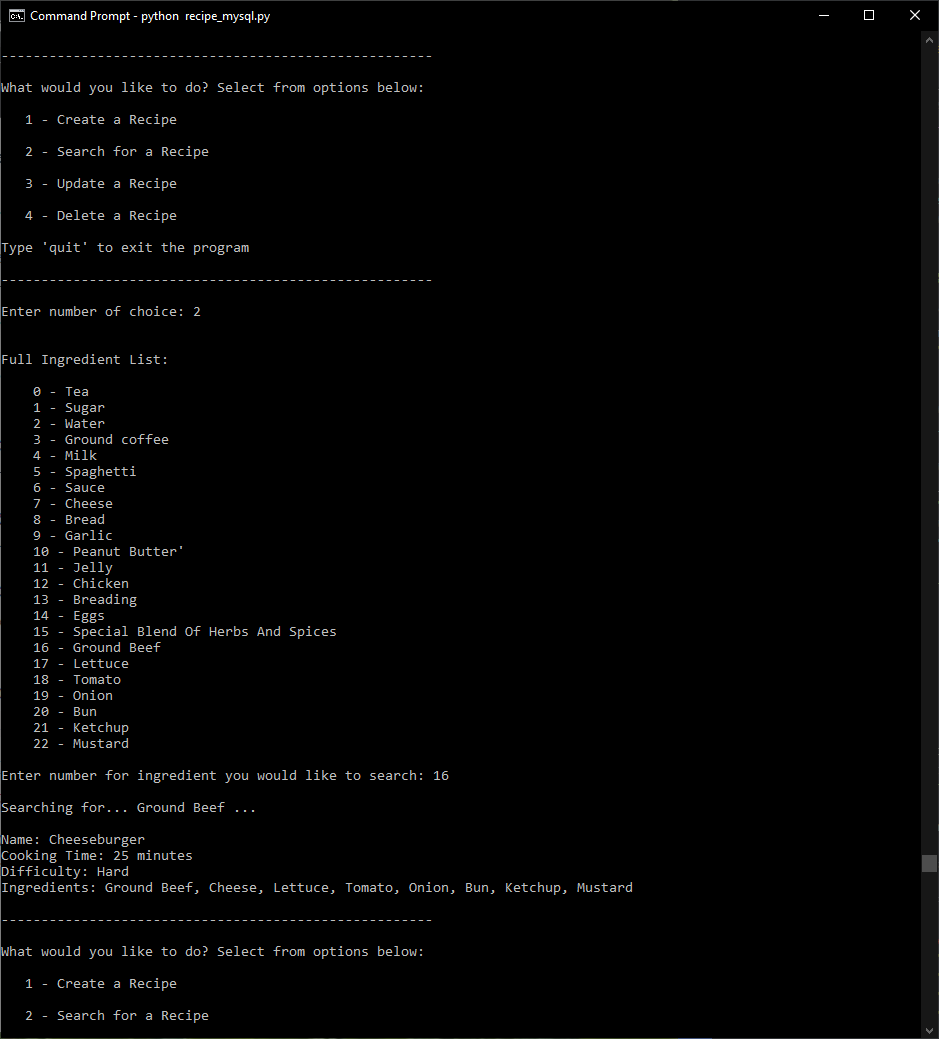 Command Prompt - python  recipe_mysql.py
------------------------------------------------------
What would you like to do? Select from options below:
   1 - Create a Recipe
   2 - Search for a Recipe
   3 - Update a Recipe
   4 - Delete a Recipe
Type 'quit' to exit the program
------------------------------------------------------
Enter number of choice: 2
Full Ingredient List:
    0 - Tea
    1 - Sugar
    2 - Water
    3 - Ground coffee
    4 - Milk
    5 - Spaghetti
    6 - Sauce
    7 - Cheese
    8 - Bread
    9 - Garlic
    10 - Peanut Butter'
    11 - Jelly
    12 - Chicken
    13 - Breading
    14 - Eggs
    15 - Special Blend Of Herbs And Spices
    16 - Ground Beef
    17 - Lettuce
    18 - Tomato
    19 - Onion
    20 - Bun
    21 - Ketchup
    22 - Mustard
Enter number for ingredient you would like to search: 16
Searching for... Ground Beef ...
Name: Cheeseburger
Cooking Time: 25 minutes
Difficulty: Hard
Ingredients: Ground Beef, Cheese, Lettuce, Tomato, Onion, Bun, Ketchup, Mustard
------------------------------------------------------
What would you like to do? Select from options below:
   1 - Create a Recipe
   2 - Search for a Recipe